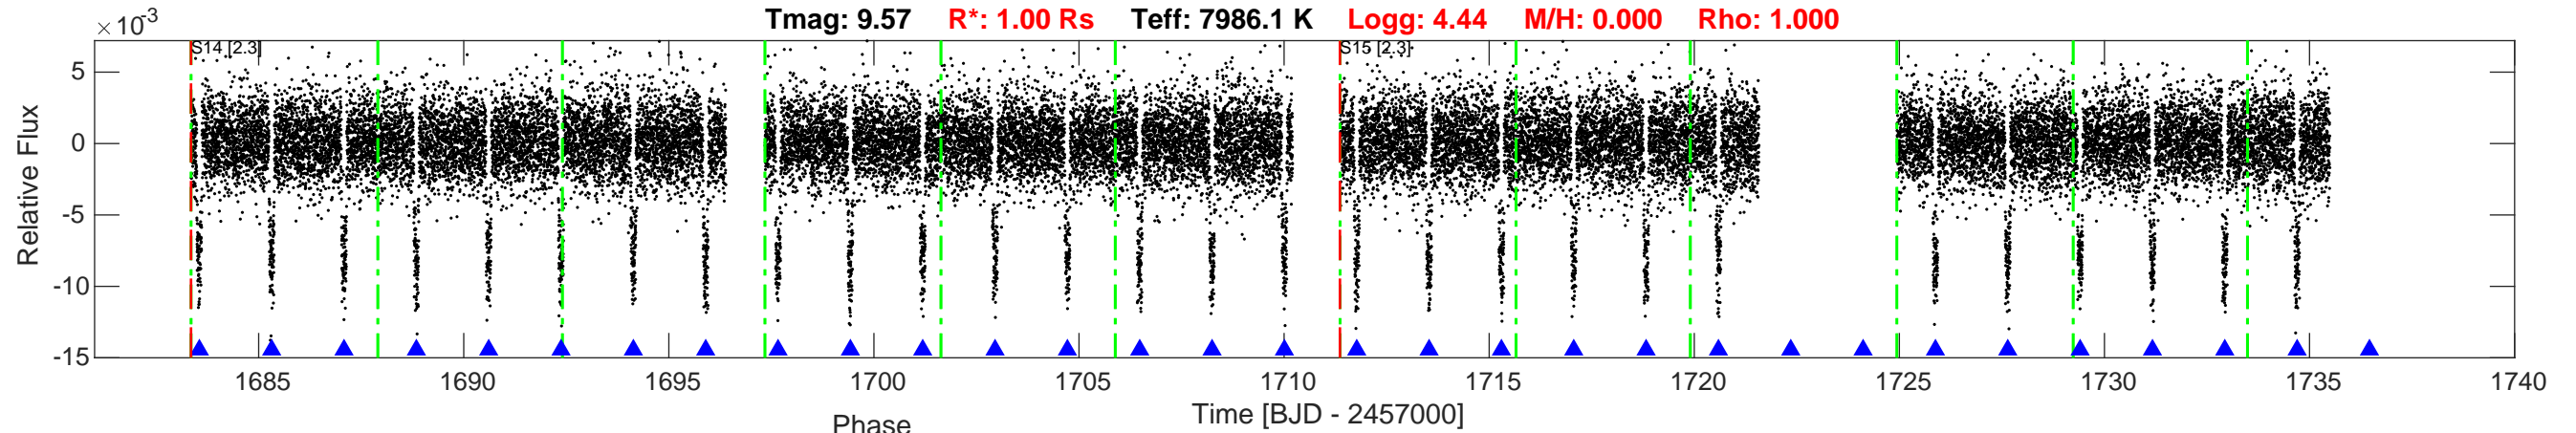 Tmag: 9.57 R*: 1.00 Rs Teff: 7986.1 K Logg: 4.44 M/H: 0.000 Rho: 1.000
×10-3
S14 [2.3] S15 [2.3]
5
0
-5
-10
-15
Relative Flux
1685 1690 1695 1700 1705 1710 1715 1720 1725 1730 1735 1740
Time [BJD - 2457000]
Phase